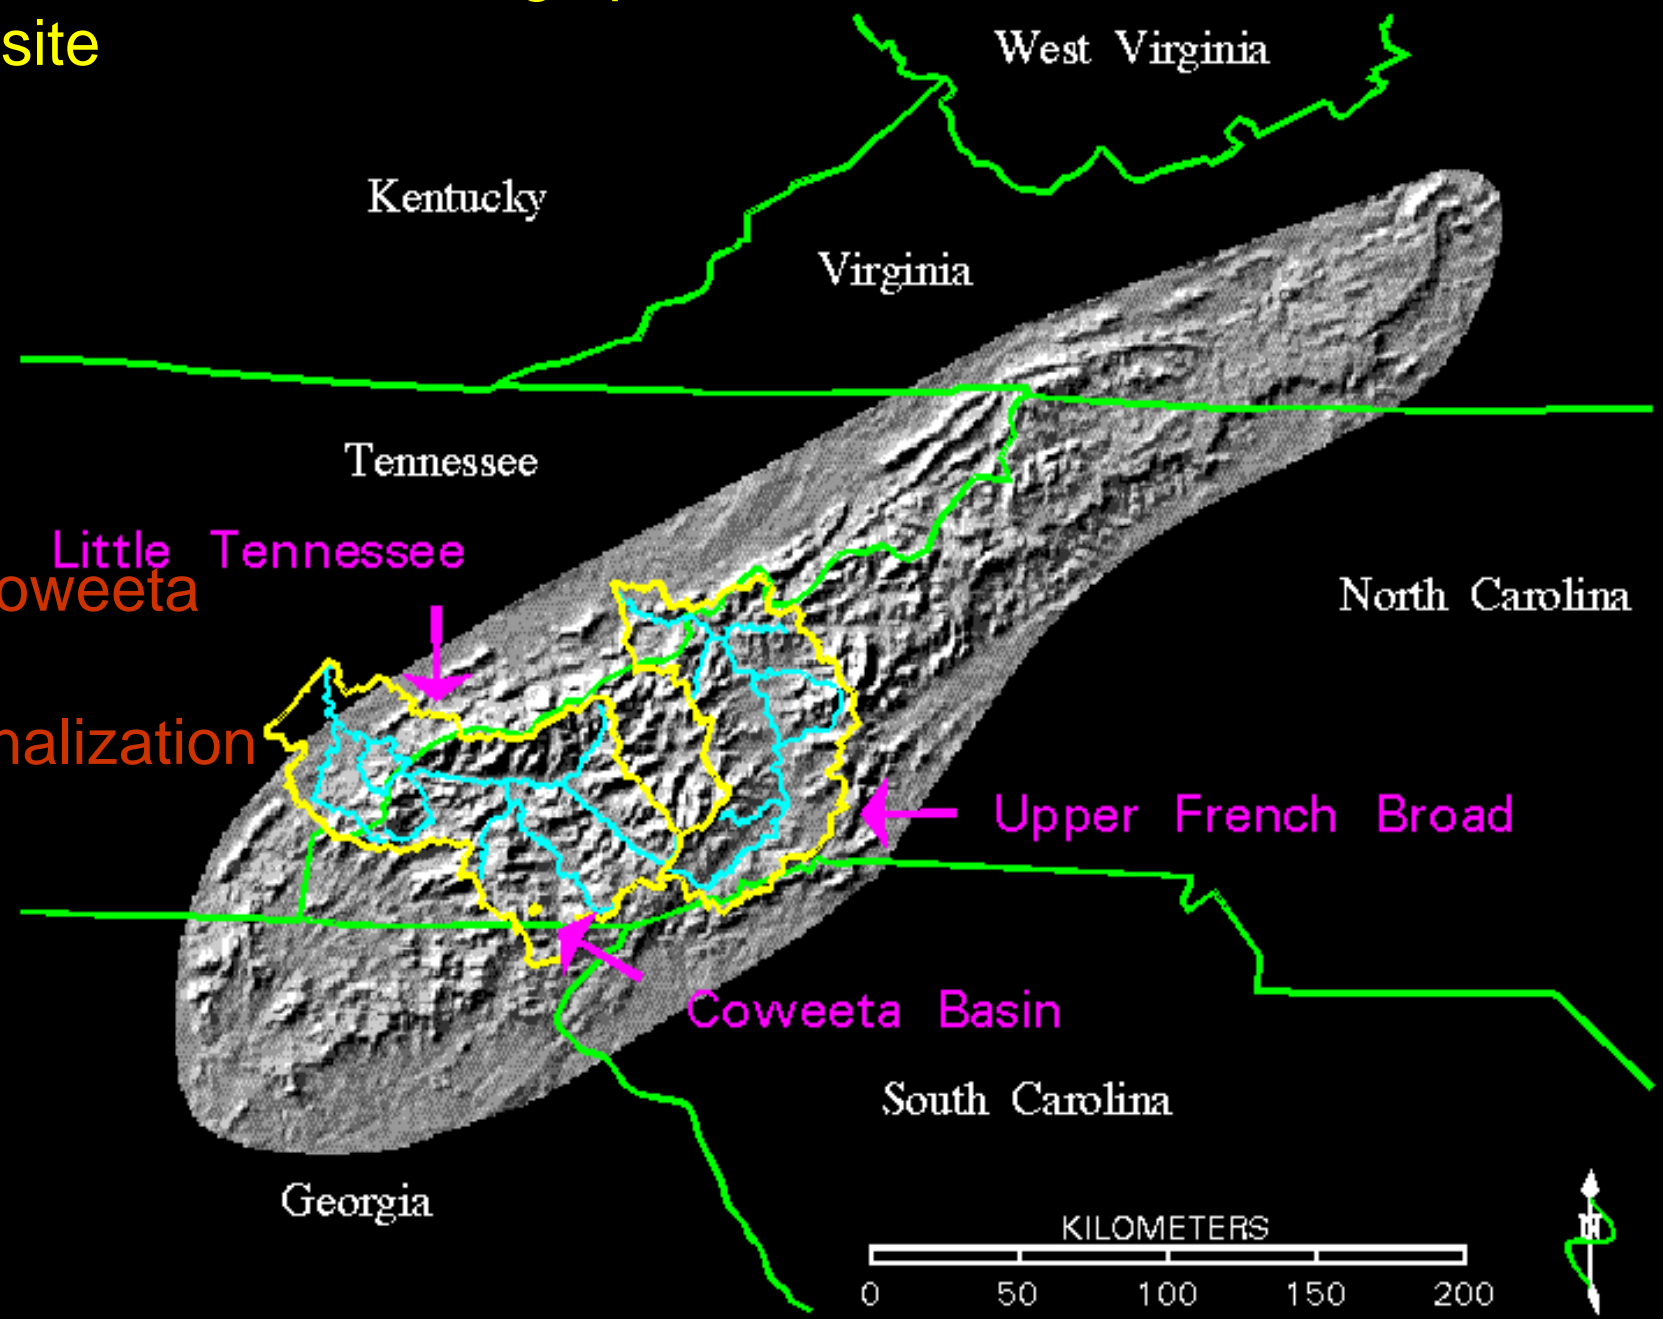 site
West Virginia
Kentucky
Virginia
Tennessee
Little Tennessee
oweeta
North Carolina
nalization
Upper French Broad
Coweeta Basin
South Carolina
Georgia
KILOMETERS
N
0 50 100 150 200